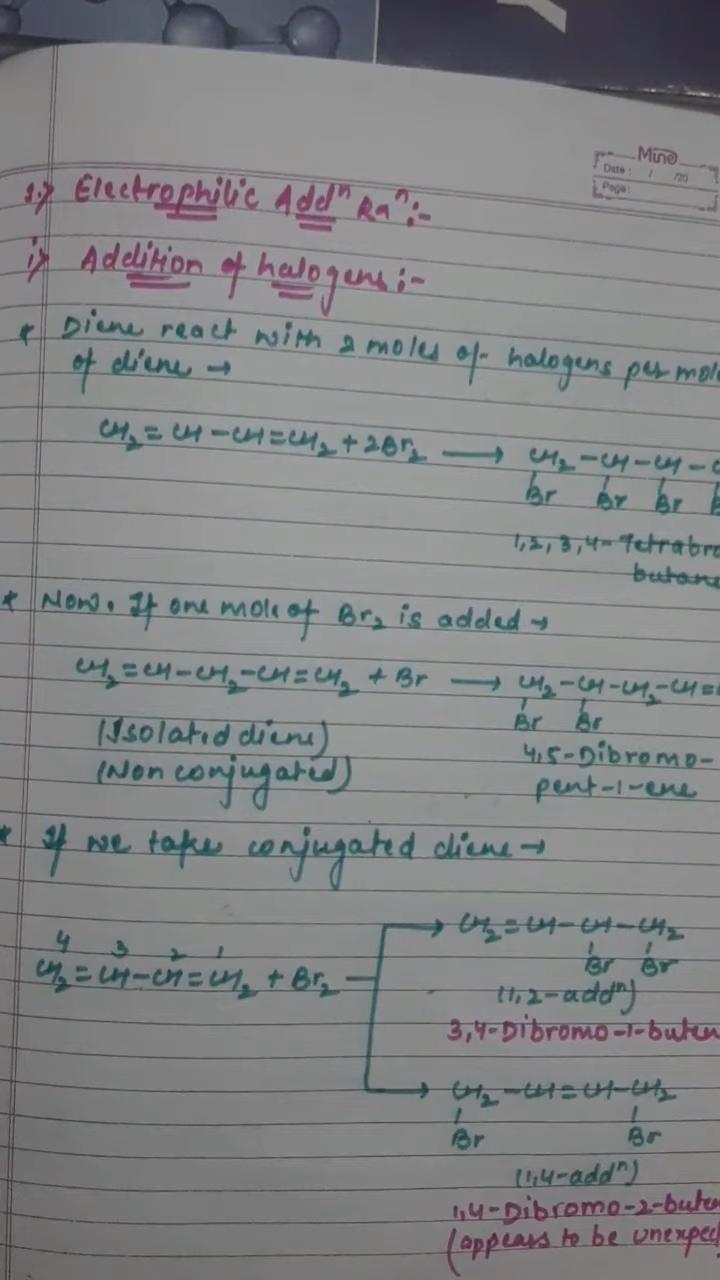 Mine
Date : / /20
Page:
2.> Electrophilic Addⁿ Rxⁿ:-
i> Addition of halogens:-
* Diene react with 2 moles of halogens per mole
of diene →
CH₂=CH-CH=CH₂+2Br₂ ⟶ CH₂-CH-CH-C
Br Br Br B
1,2,3,4-Tetrabro
butane
* Now. If one mole of Br₂ is added →
CH₂=CH-CH₂-CH=CH₂ + Br ⟶ CH₂-CH-CH₂-CH=C
Br Br
(Isolated diene)
(Non conjugated)
4,5-Dibromo-
pent-1-ene
* If we take conjugated diene →
CH₂=CH-CH-CH₂
Br Br
(1,2-addⁿ)
3,4-Dibromo-1-buten
4 3 2 1
CH₂=CH-CH=CH₂ + Br₂
CH₂-CH=CH-CH₂
Br Br
(1,4-addⁿ)
1,4-Dibromo-2-buten
(appears to be unexpec